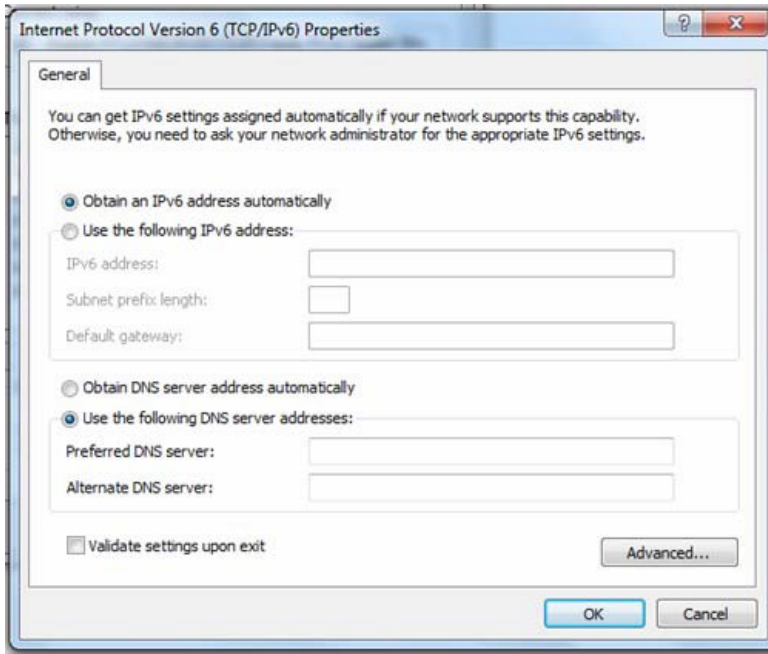 Internet Protocol Version 6 (TCP/IPv6) Properties
General
You can get IPv6 settings assigned automatically if your network supports this capability.
Otherwise, you need to ask your network administrator for the appropriate IPv6 settings.
Obtain an IPv6 address automatically
Use the following IPv6 address:
IPv6 address:
Subnet prefix length:
Default gateway:
Obtain DNS server address automatically
Use the following DNS server addresses:
Preferred DNS server:
Alternate DNS server:
Validate settings upon exit
Advanced...
OK
Cancel